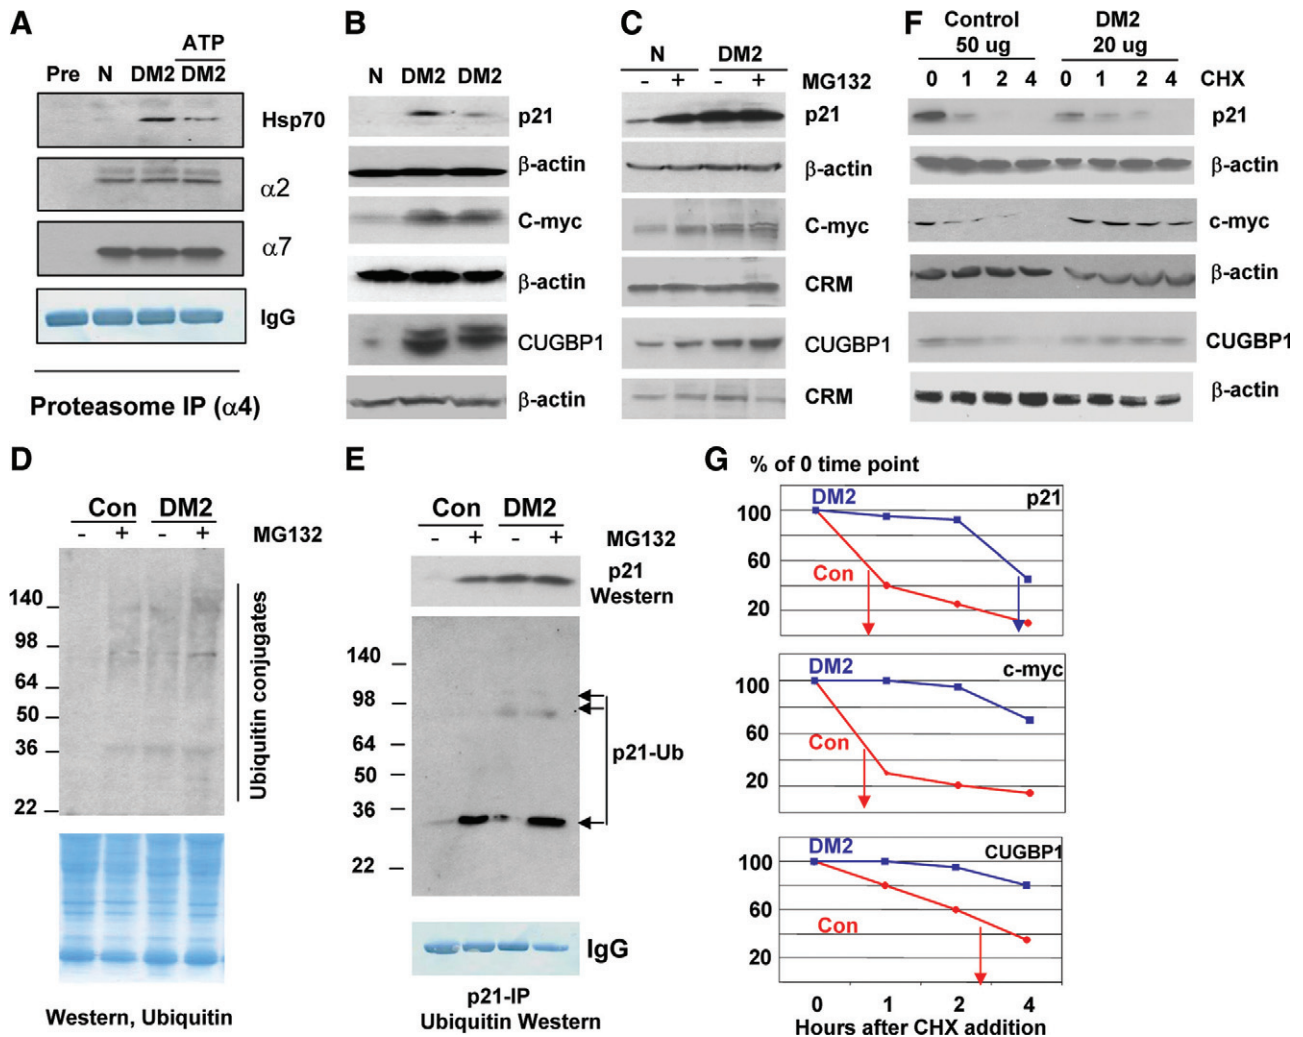 A
ATP
Pre N DM2 DM2
Hsp70
α2
α7
IgG
Proteasome IP (α4)
B
N DM2 DM2
p21
β-actin
C-myc
β-actin
CUGBP1
β-actin
C
N DM2
- + - + MG132
p21
β-actin
C-myc
CRM
CUGBP1
CRM
F
Control DM2
50 ug 20 ug
0 1 2 4 0 1 2 4 CHX
p21
β-actin
c-myc
β-actin
CUGBP1
β-actin
D
Con DM2
- + - + MG132
140
98
64
50
36
22
Ubiquitin conjugates
Western, Ubiquitin
E
Con DM2
- + - + MG132
p21
Western
140
98
64
50
36
22
p21-Ub
IgG
p21-IP
Ubiquitin Western
G % of 0 time point
DM2 p21
100
60
Con
20
DM2 c-myc
100
60
Con
20
DM2 CUGBP1
100
60
Con
20
0 1 2 4
Hours after CHX addition